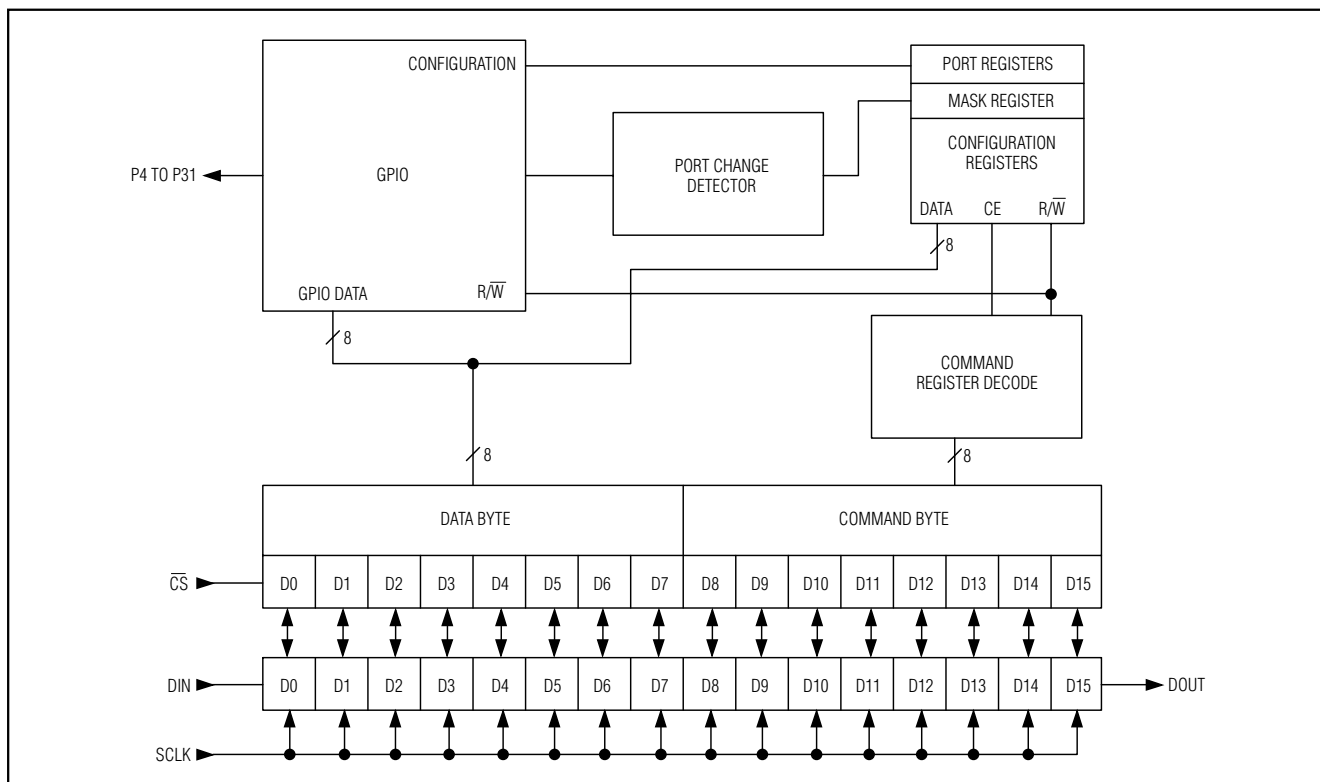 CONFIGURATION
PORT REGISTERS
MASK REGISTER
CONFIGURATION
REGISTERS
P4 TO P31
GPIO
PORT CHANGE
DETECTOR
DATA
CE
R/W̅
8
GPIO DATA
R/W̅
8
COMMAND
REGISTER DECODE
8
8
DATA BYTE
COMMAND BYTE
C̅S̅
D0 D1 D2 D3 D4 D5 D6 D7 D8 D9 D10 D11 D12 D13 D14 D15
DIN
D0 D1 D2 D3 D4 D5 D6 D7 D8 D9 D10 D11 D12 D13 D14 D15
DOUT
SCLK